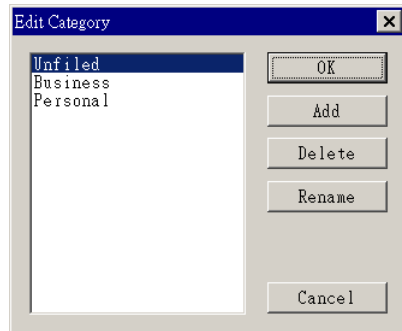 Edit Category
Unfiled
Business
Personal
OK
Add
Delete
Rename
Cancel